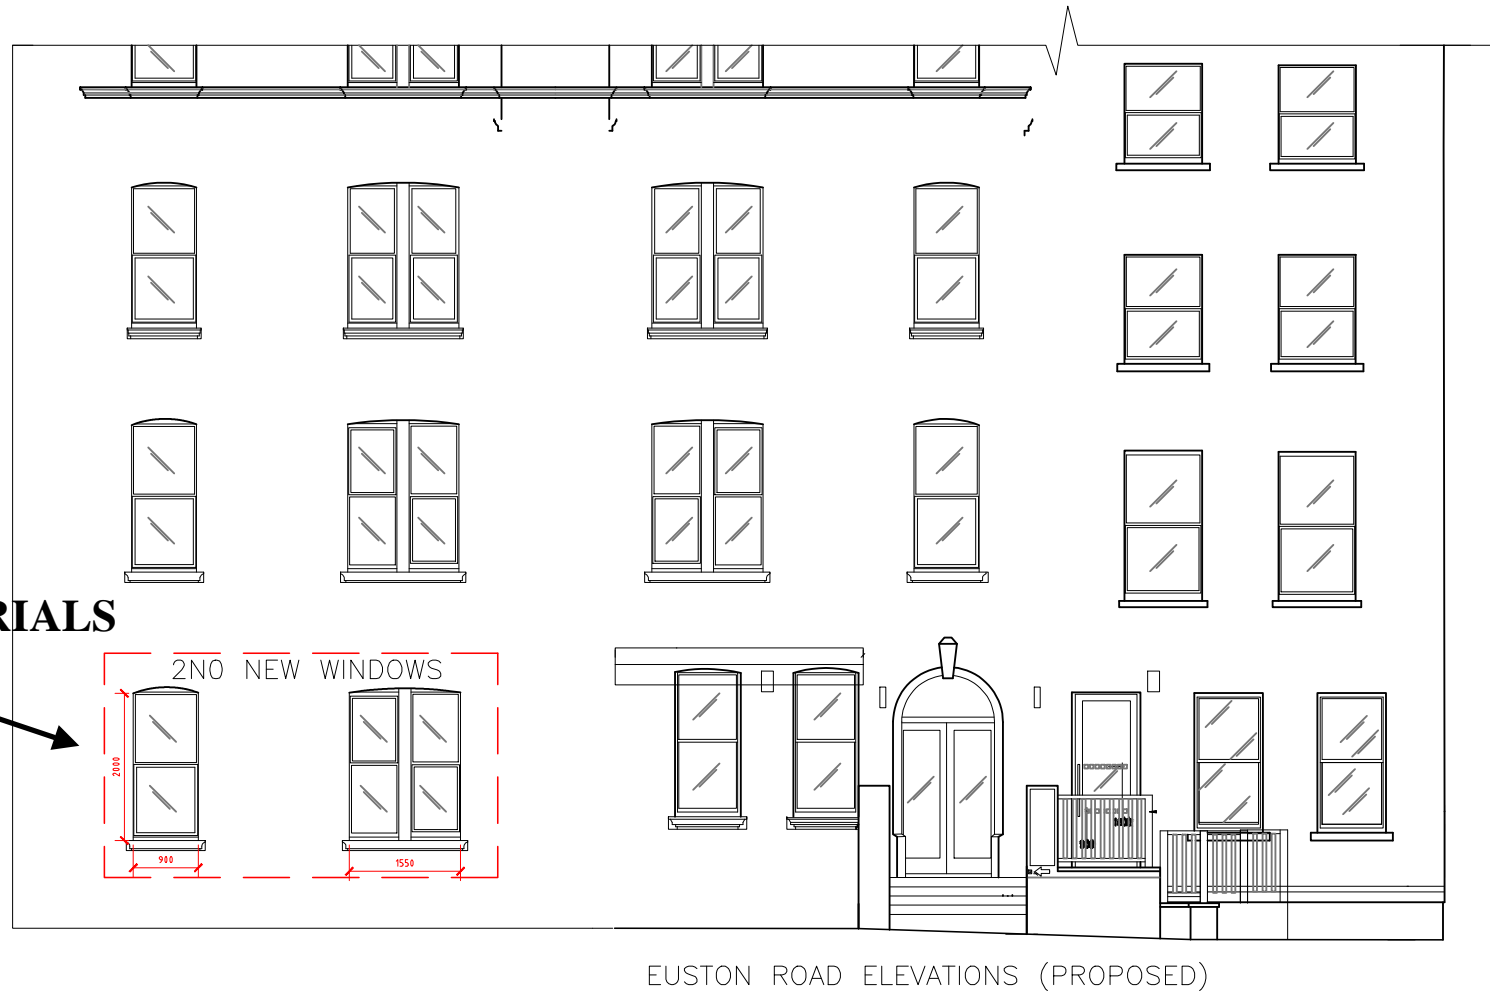 RIALS
2NO NEW WINDOWS
2000
900
1550
EUSTON ROAD ELEVATIONS (PROPOSED)